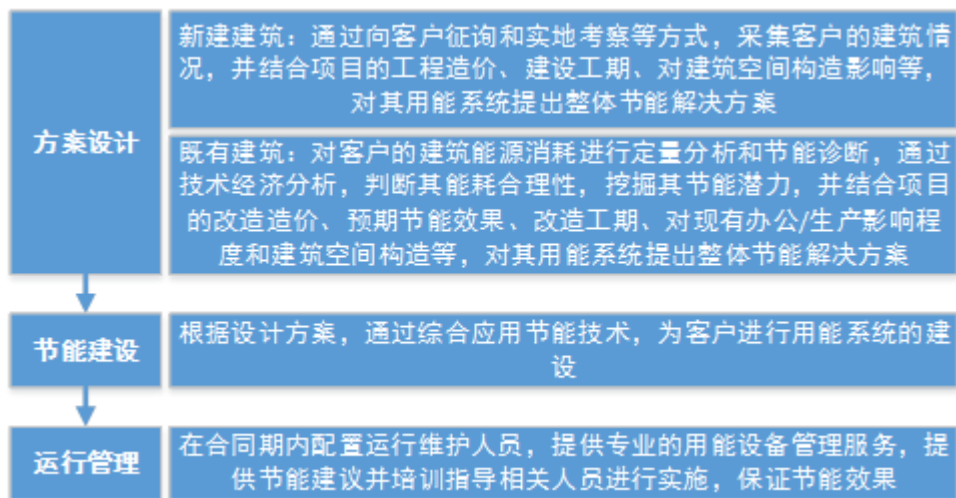 方案设计
新建建筑：通过向客户征询和实地考察等方式，采集客户的建筑情
况，并结合项目的工程造价、建设工期、对建筑空间构造影响等，
对其用能系统提出整体节能解决方案
既有建筑：对客户的建筑能源消耗进行定量分析和节能诊断，通过
技术经济分析，判断其能耗合理性，挖掘其节能潜力，并结合项目
的改造造价、预期节能效果、改造工期、对现有办公/生产影响程
度和建筑空间构造等，对其用能系统提出整体节能解决方案
节能建设
根据设计方案，通过综合应用节能技术，为客户进行用能系统的建
设
运行管理
在合同期内配置运行维护人员，提供专业的用能设备管理服务，提
供节能建议并培训指导相关人员进行实施，保证节能效果